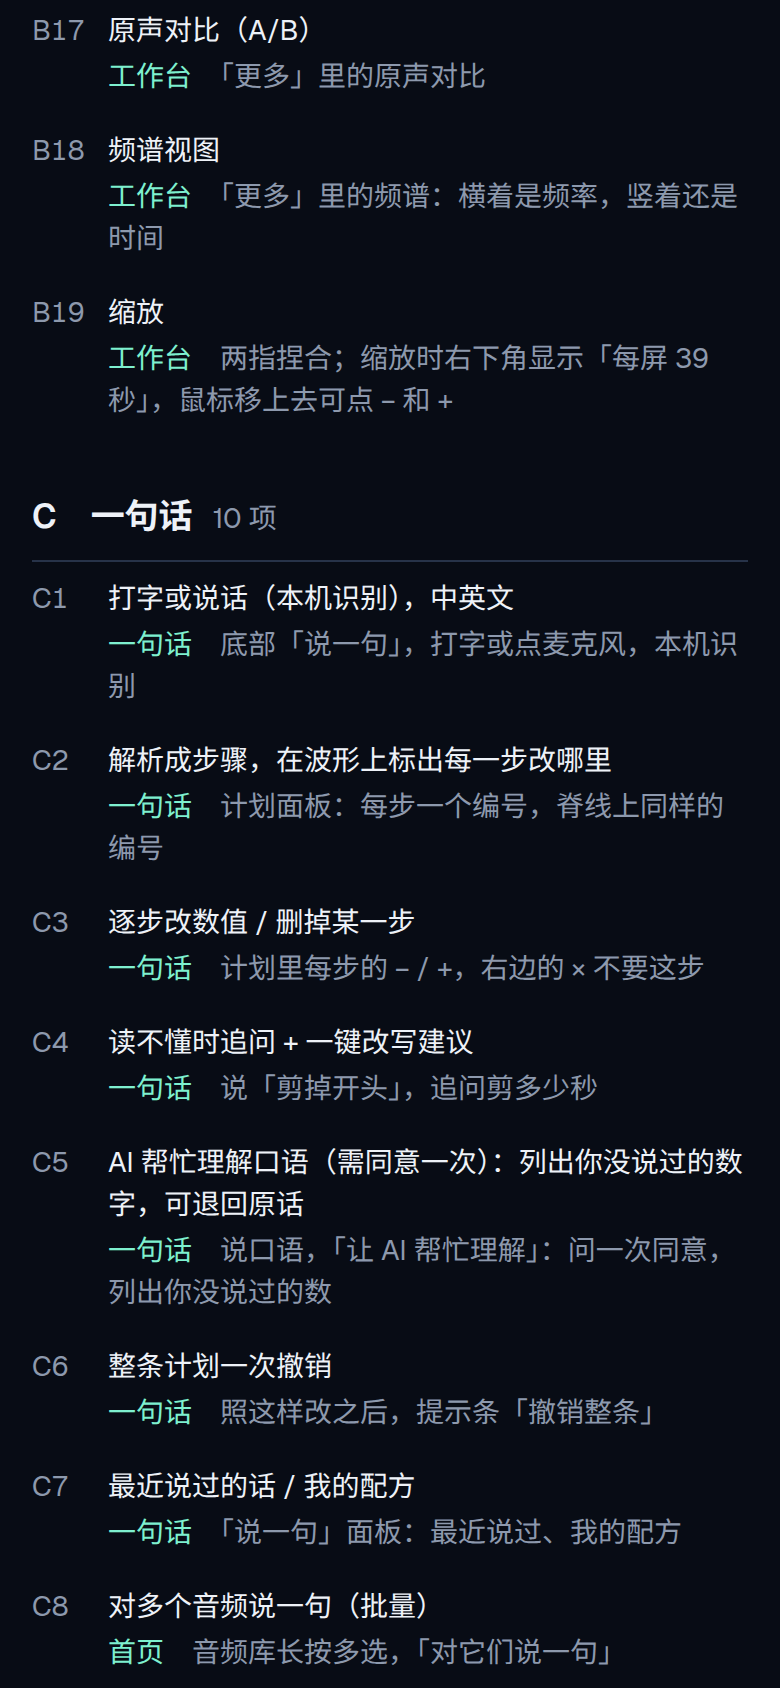 B17 原声对比（A/B）
工作台 「更多」里的原声对比
B18 频谱视图
工作台 「更多」里的频谱：横着是频率，竖着还是
时间
B19 缩放
工作台 两指捏合；缩放时右下角显示「每屏 39
秒」，鼠标移上去可点 – 和 +
C 一句话 10 项
C1 打字或说话（本机识别），中英文
一句话 底部「说一句」，打字或点麦克风，本机识
别
C2 解析成步骤，在波形上标出每一步改哪里
一句话 计划面板：每步一个编号，脊线上同样的
编号
C3 逐步改数值 / 删掉某一步
一句话 计划里每步的 – / +，右边的 × 不要这步
C4 读不懂时追问 + 一键改写建议
一句话 说「剪掉开头」，追问剪多少秒
C5 AI 帮忙理解口语（需同意一次）：列出你没说过的数
字，可退回原话
一句话 说口语，「让 AI 帮忙理解」：问一次同意，
列出你没说过的数
C6 整条计划一次撤销
一句话 照这样改之后，提示条「撤销整条」
C7 最近说过的话 / 我的配方
一句话 「说一句」面板：最近说过、我的配方
C8 对多个音频说一句（批量）
首页 音频库长按多选，「对它们说一句」